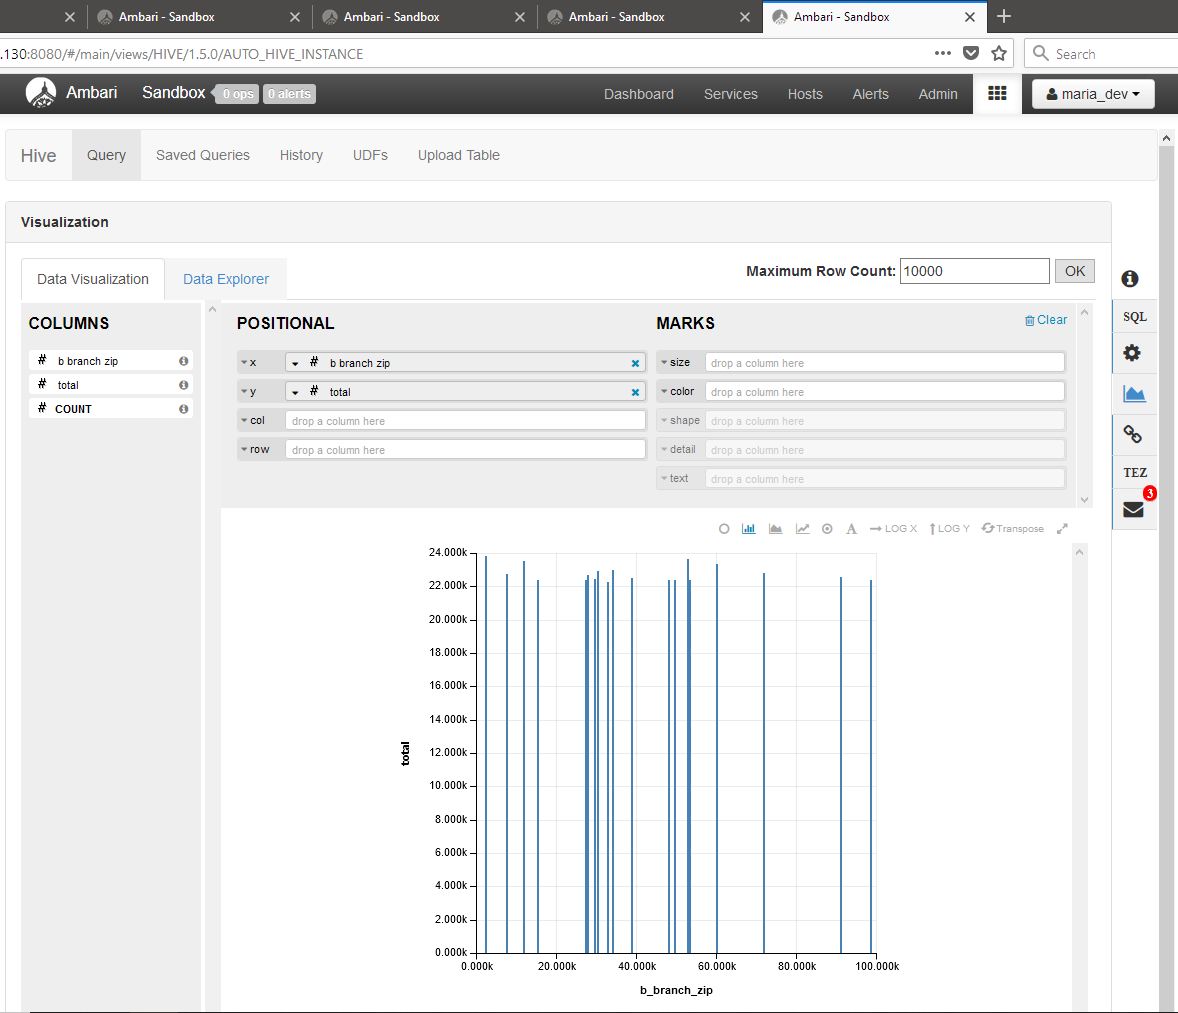 Ambari - Sandbox
Ambari - Sandbox
Ambari - Sandbox
Ambari - Sandbox
.130:8080/#/main/views/HIVE/1.5.0/AUTO_HIVE_INSTANCE
Search
Ambari Sandbox 0 ops 0 alerts Dashboard Services Hosts Alerts Admin maria_dev
Hive Query Saved Queries History UDFs Upload Table
Visualization
Data Visualization Data Explorer Maximum Row Count: 10000 OK
COLUMNS
# b branch zip
# total
# COUNT
POSITIONAL
x # b branch zip
y # total
col drop a column here
row drop a column here
MARKS Clear
size drop a column here
color drop a column here
shape drop a column here
detail drop a column here
text drop a column here
SQL
TEZ
3
A LOG X LOG Y Transpose
24.000k
22.000k
20.000k
18.000k
16.000k
14.000k
12.000k
10.000k
8.000k
6.000k
4.000k
2.000k
0.000k
total
0.000k 20.000k 40.000k 60.000k 80.000k 100.000k
b_branch_zip